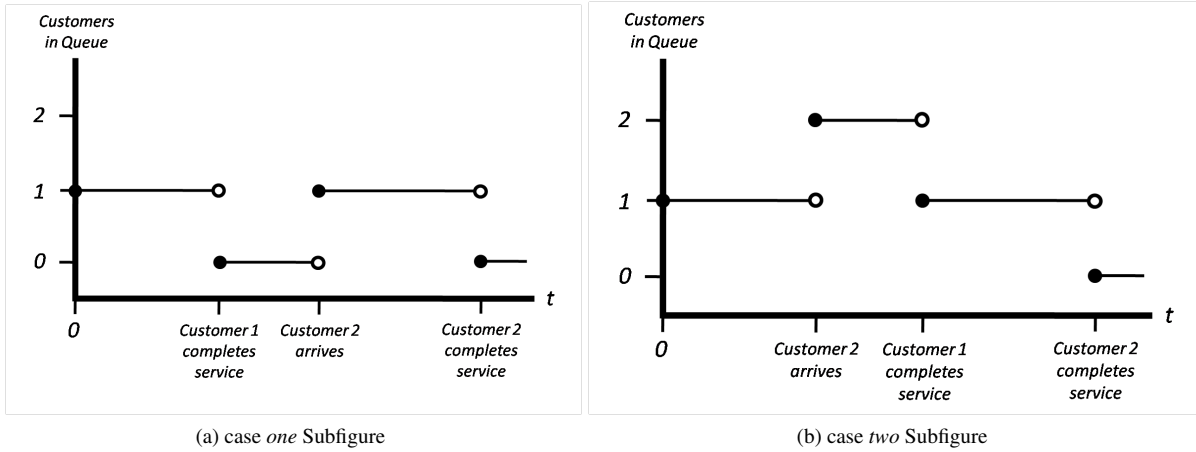 Customers
in Queue
2
1
0
t
0
Customer 1
completes
service
Customer 2
arrives
Customer 2
completes
service
(a) case one Subfigure
Customers
in Queue
2
1
0
t
0
Customer 2
arrives
Customer 1
completes
service
Customer 2
completes
service
(b) case two Subfigure